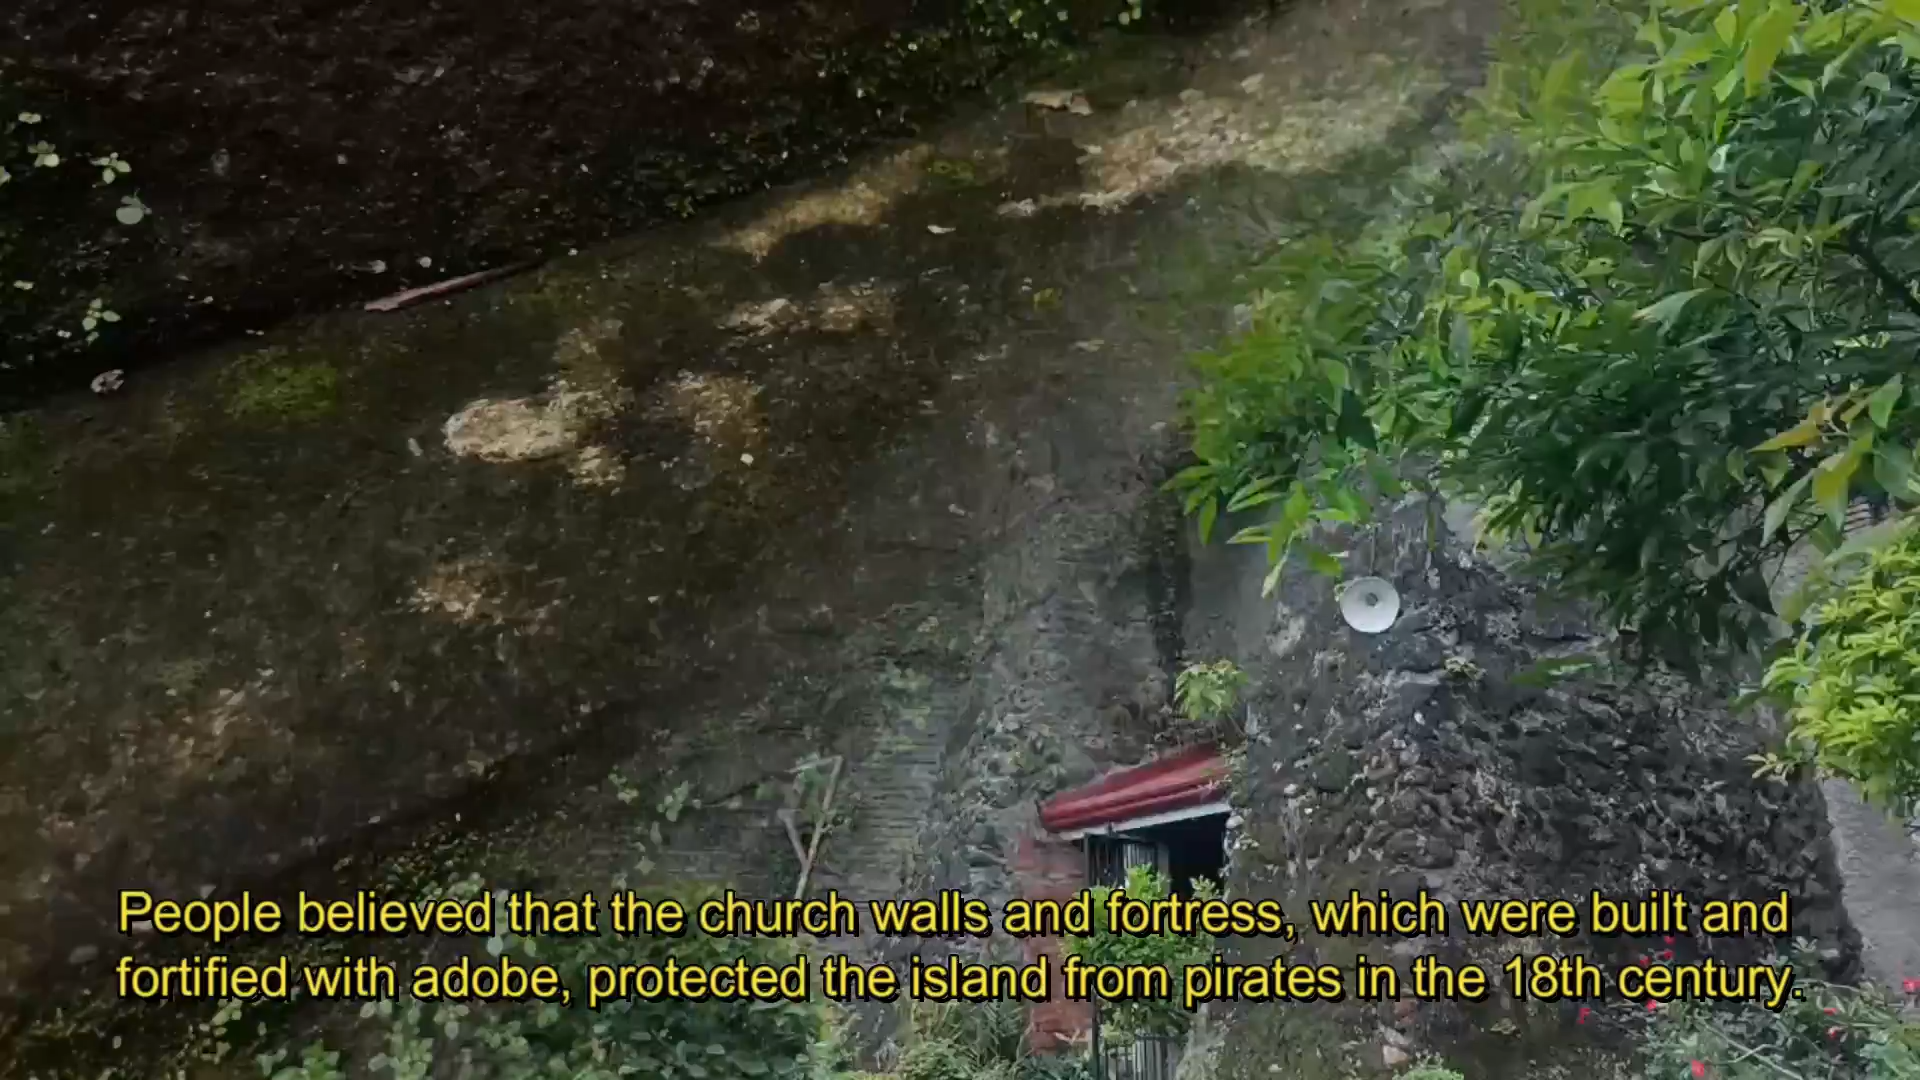 People believed that the church walls and fortress, which were built and
fortified with adobe, protected the island from pirates in the 18th century.